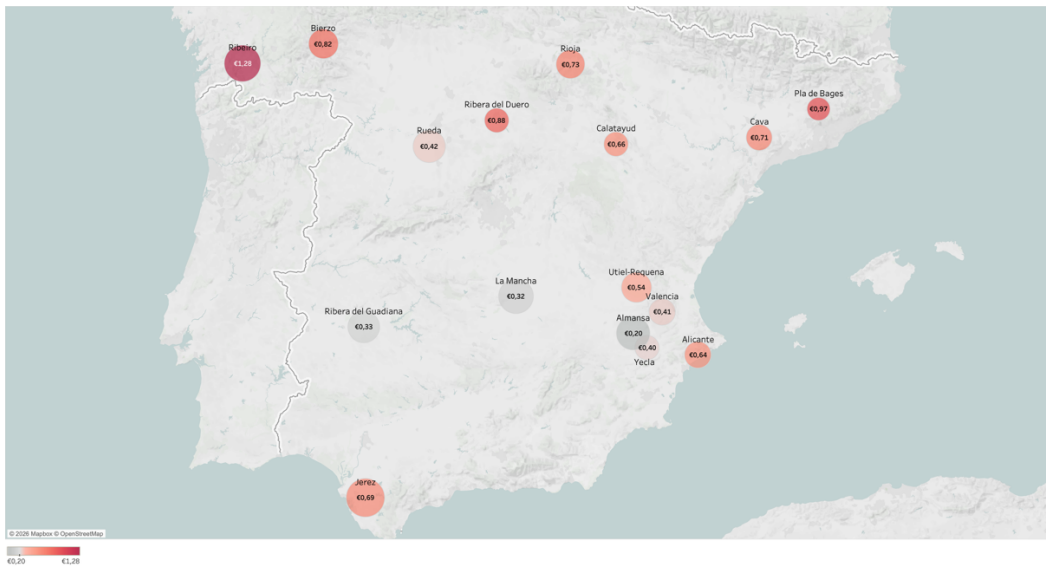 Bierzo
€0,82
Ribeiro
€1,28
Rioja
€0,73
Pla de Bages
€0,97
Ribera del Duero
€0,88
Cava
€0,71
Calatayud
€0,66
Rueda
€0,42
Utiel-Requena
€0,54
La Mancha
€0,32
Valencia
€0,41
Ribera del Guadiana
€0,33
Almansa
€0,20
Alicante
€0,64
€0,40
Yecla
Jerez
€0,69
© 2026 Mapbox © OpenStreetMap
€0,20 €1,28